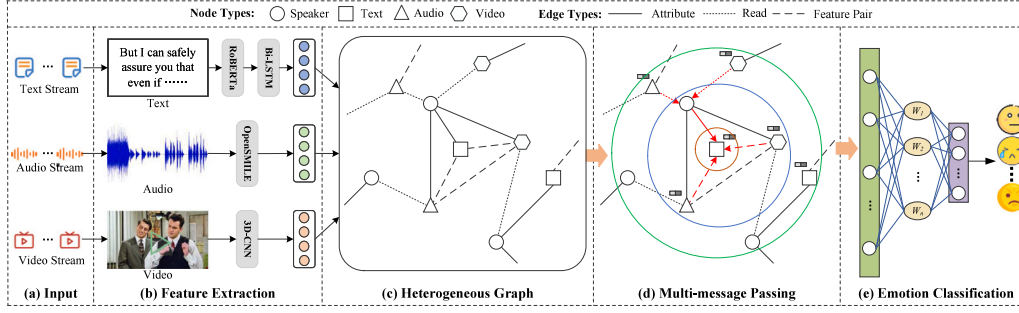 Node Types: Speaker Text Audio Video Edge Types: Attribute Read Feature Pair
Text Stream
Audio Stream
Video Stream
(a) Input
But I can safely
assure you that
even if ⋯⋯
Text
RoBERTa
Bi-LSTM
Audio
OpenSMILE
Video
3D-CNN
(b) Feature Extraction
(c) Heterogeneous Graph
(d) Multi-message Passing
W1
W2
Wn
(e) Emotion Classification